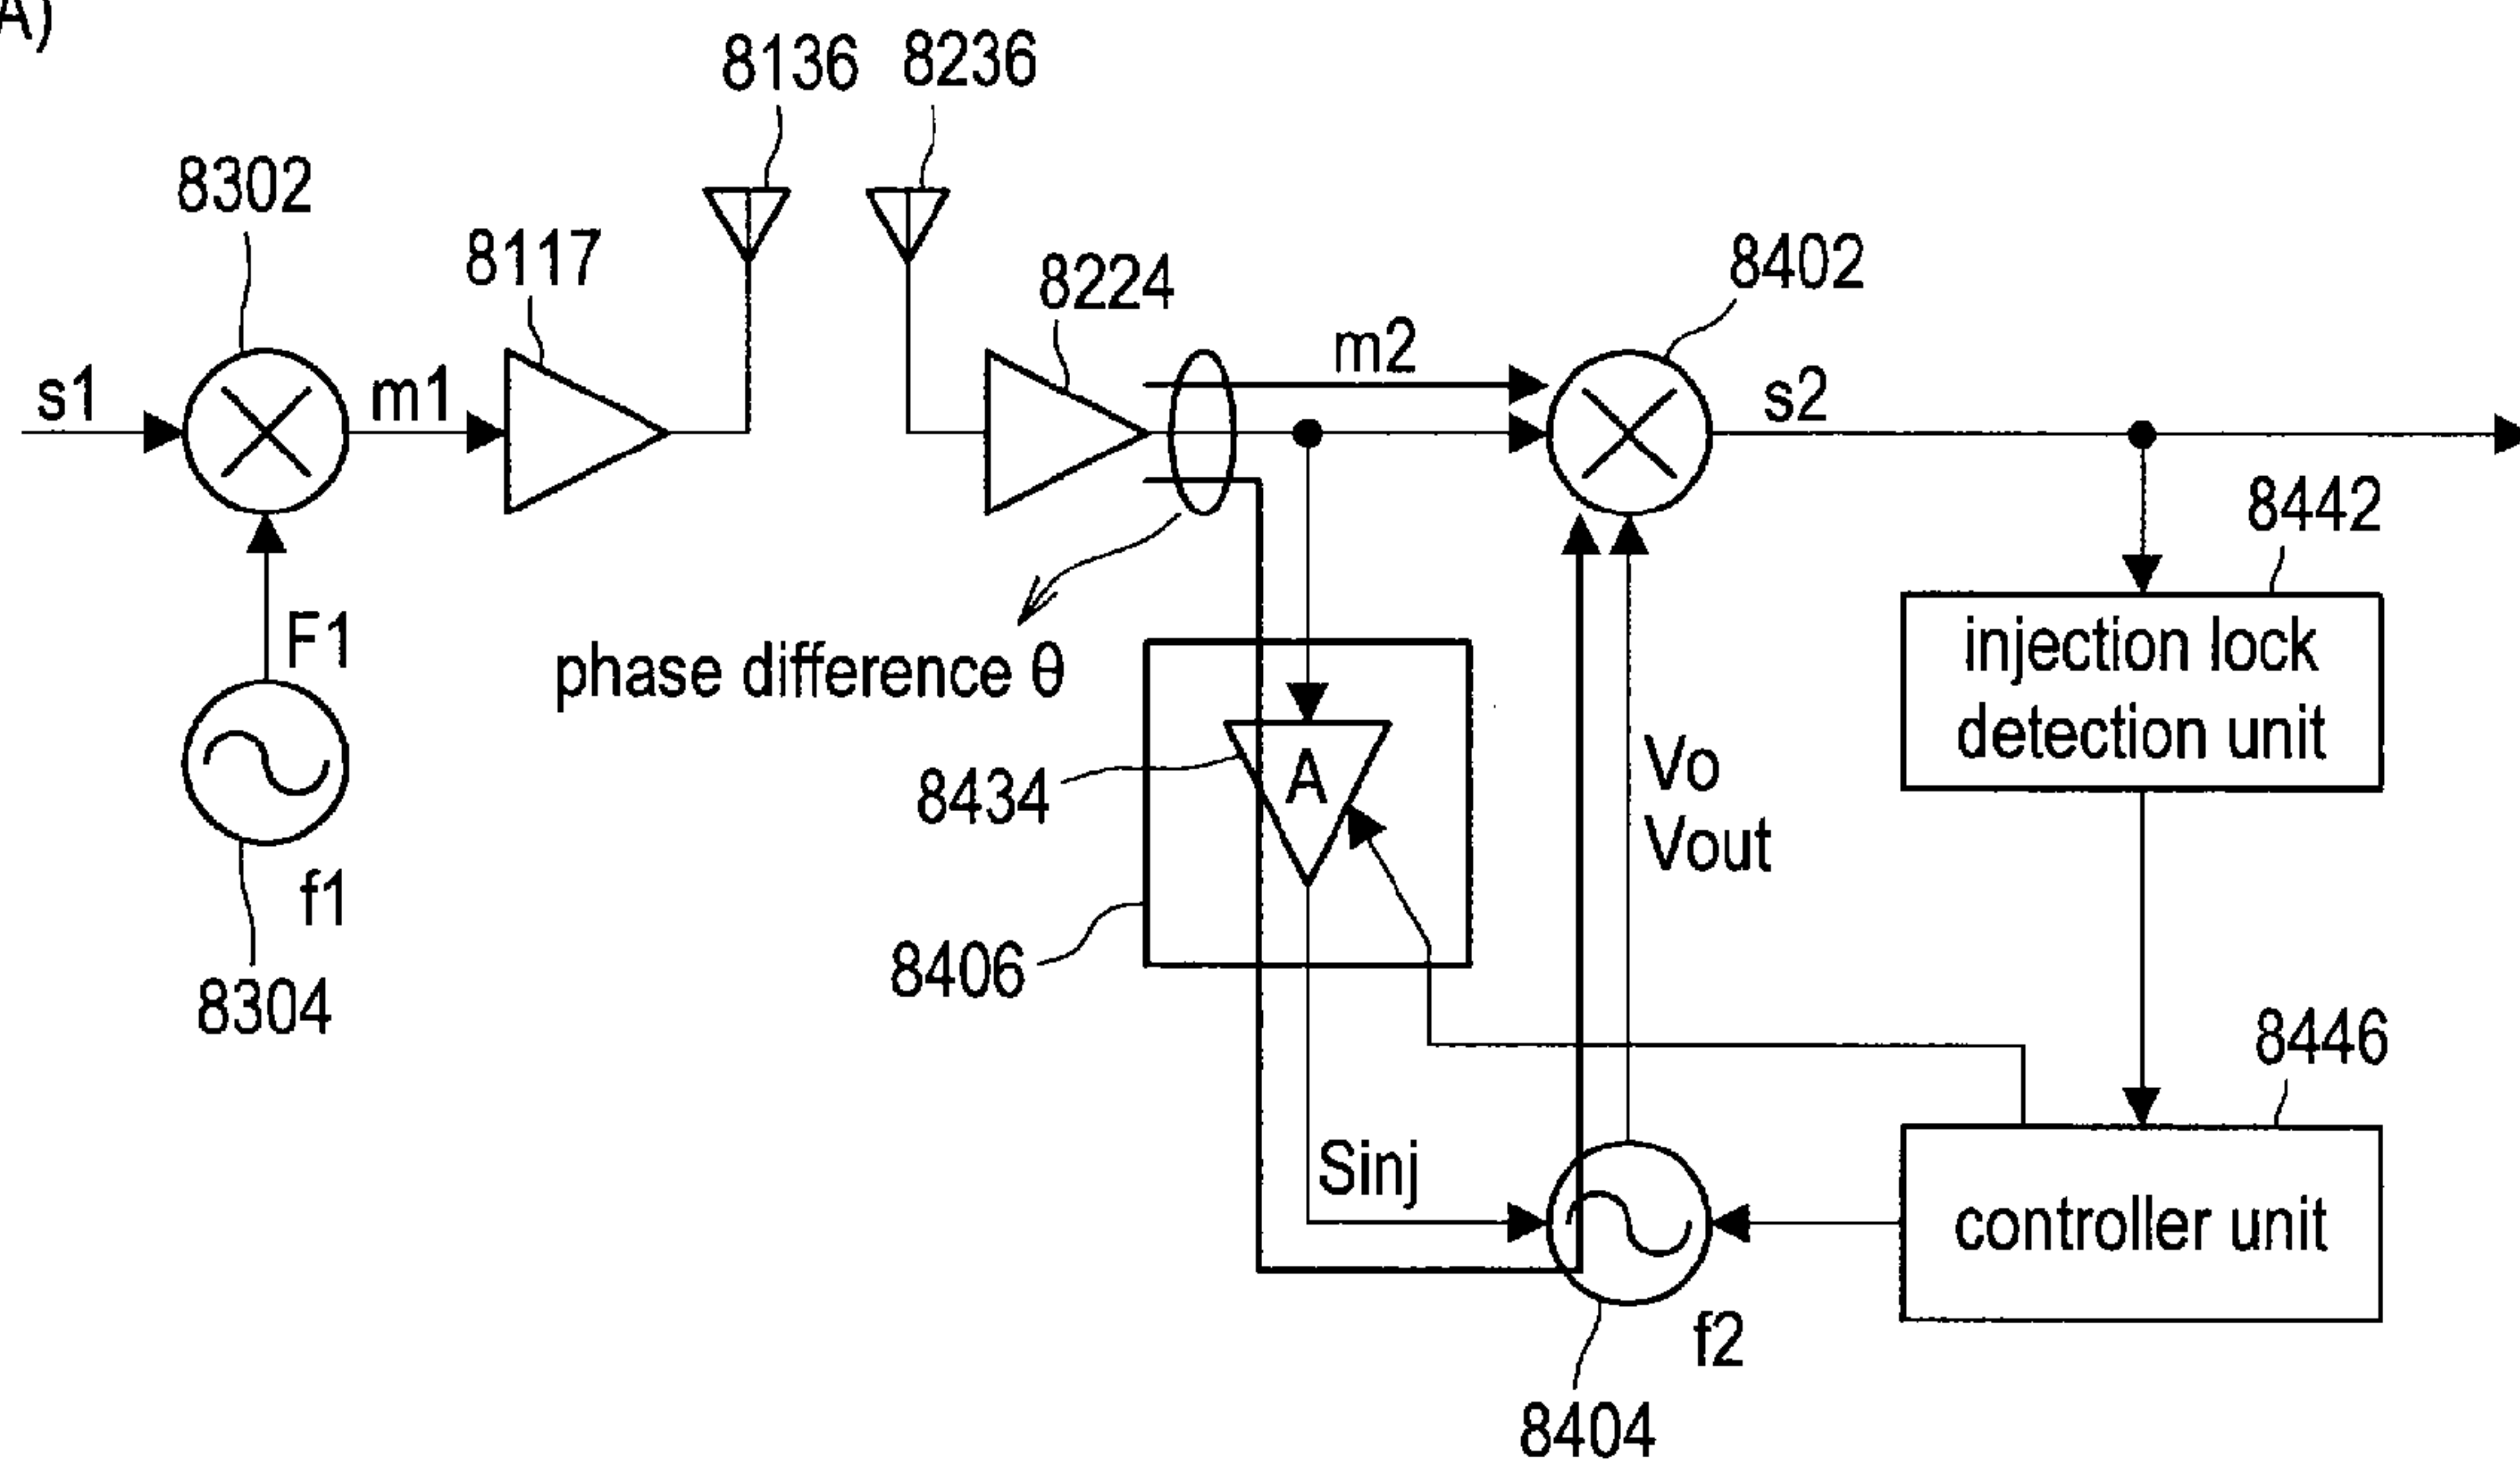 A)
8136
8236
8302
8117
8224
8402
m2
s1
m1
s2
8442
F1
phase difference θ
injection lock
detection unit
A
8434
Vo
Vout
f1
8406
8304
8446
Sinj
controller unit
f2
8404